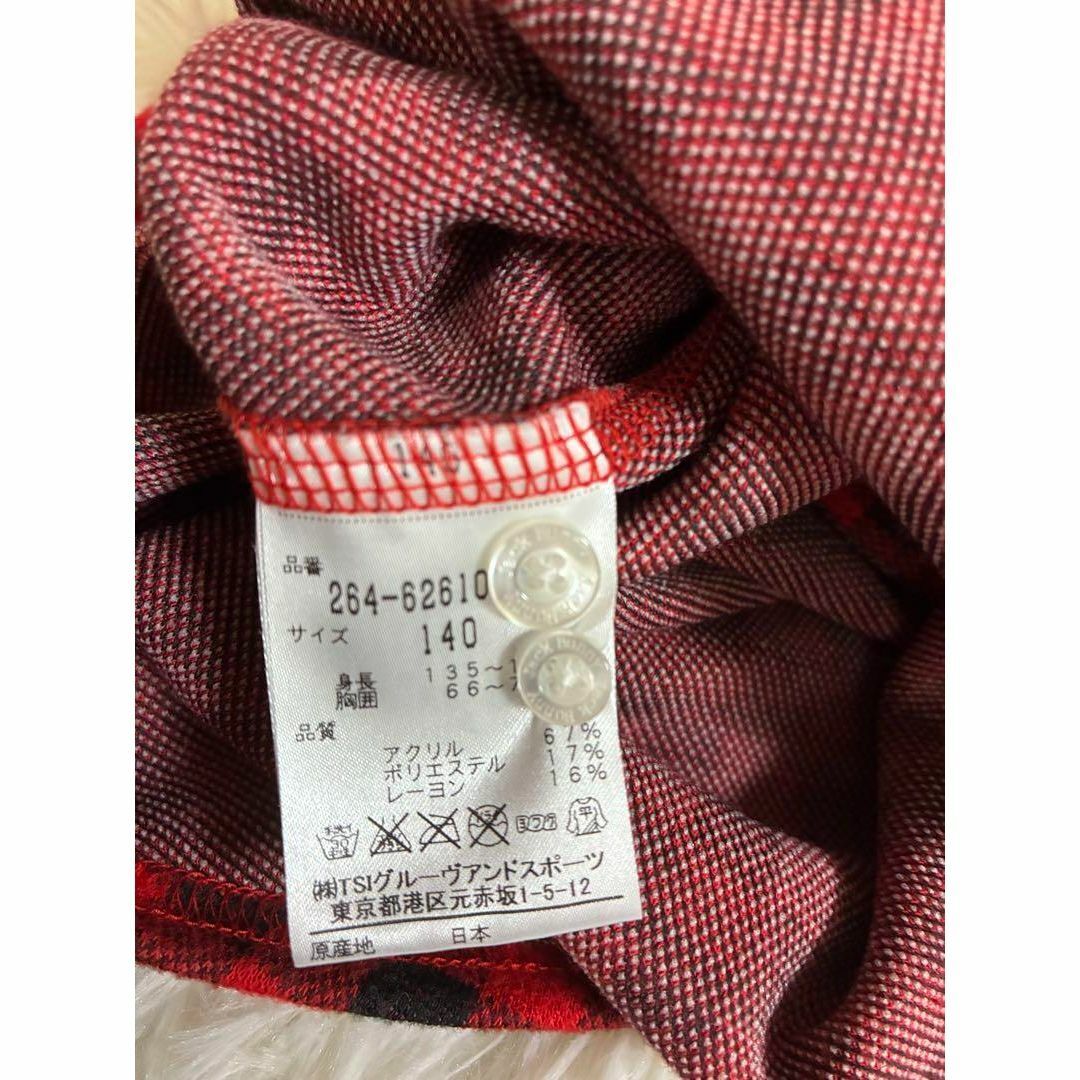 品番
264-62610
サイズ 140
身長 135～1
胸囲 66～7
品質
アクリル 67%
ポリエステル 17%
レーヨン 16%
平
(株)TSIグルーヴアンドスポーツ
東京都港区元赤坂1-5-12
原産地 日本